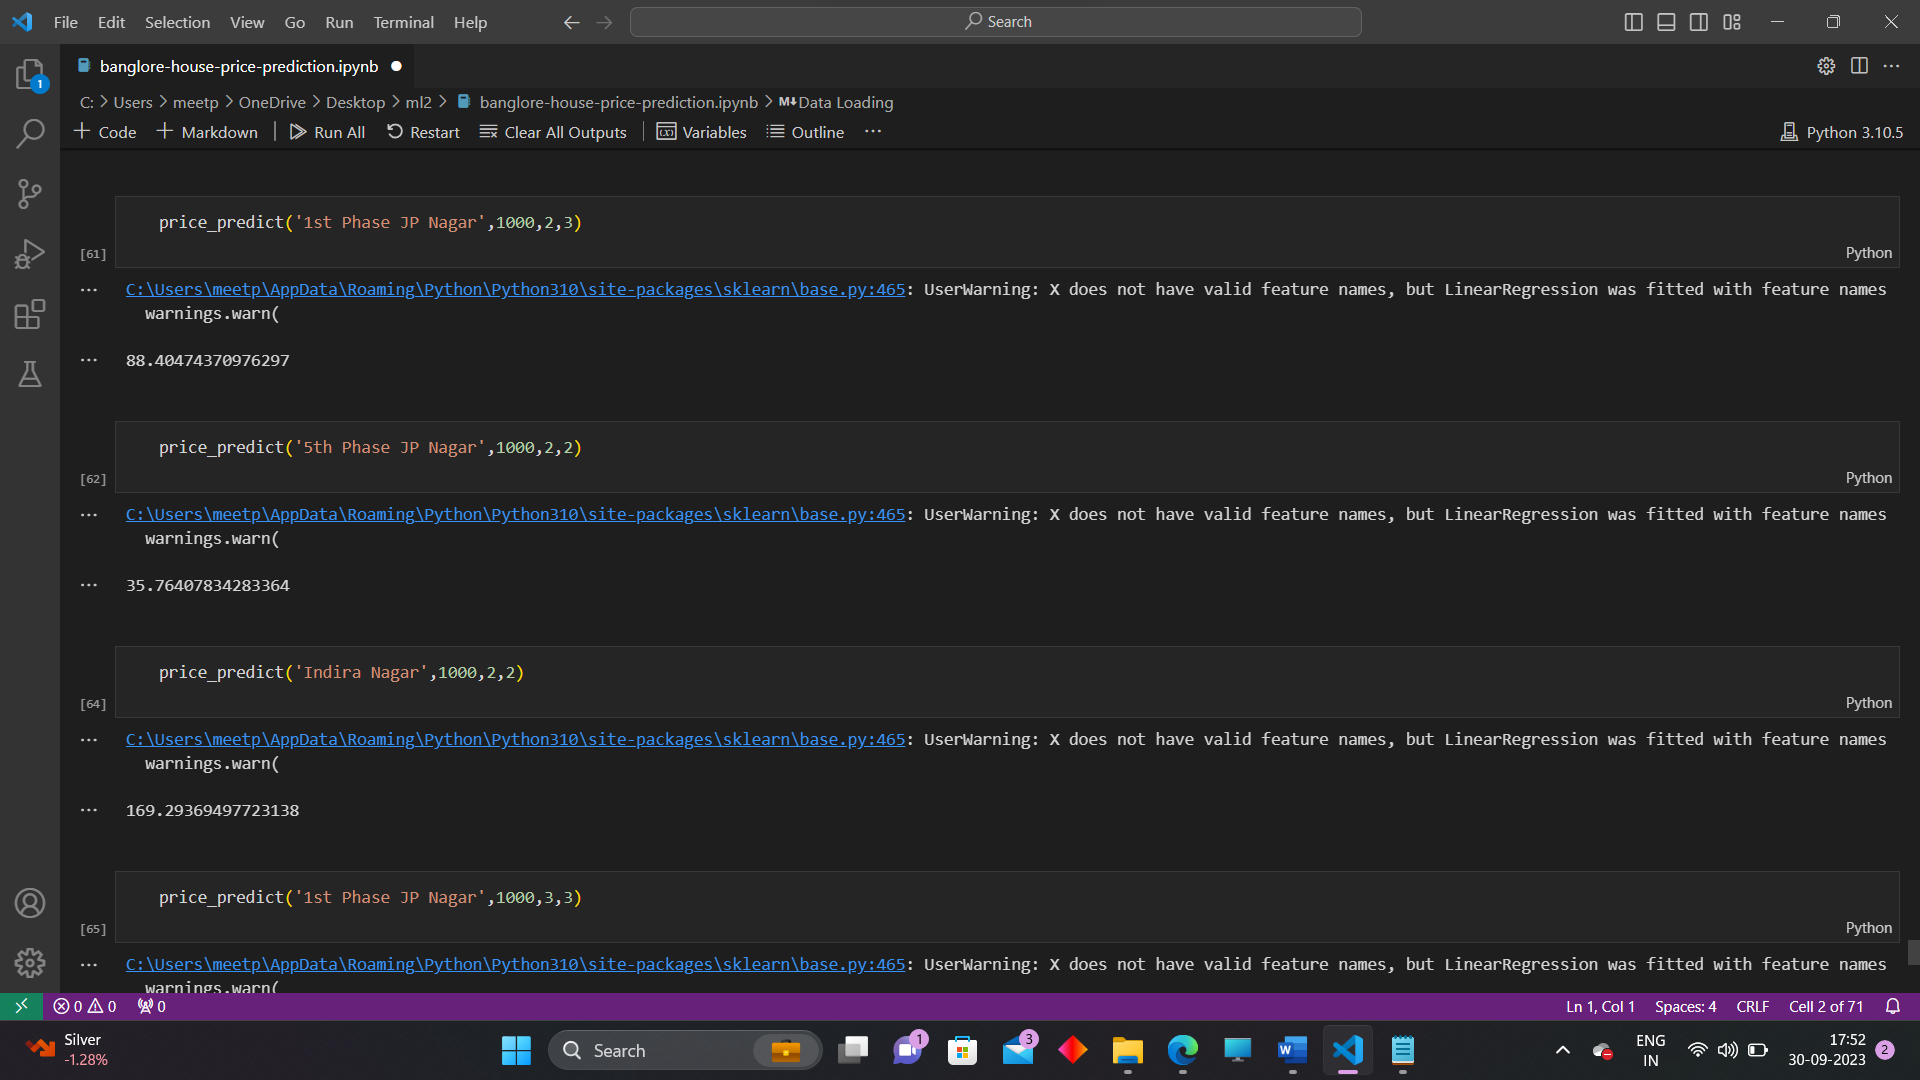 File Edit Selection View Go Run Terminal Help
Search
banglore-house-price-prediction.ipynb
1
C: > Users > meetp > OneDrive > Desktop > ml2 > banglore-house-price-prediction.ipynb > M↓Data Loading
+ Code + Markdown | Run All Restart Clear All Outputs | Variables Outline ...
Python 3.10.5
price_predict('1st Phase JP Nagar',1000,2,3)
[61]
Python
... C:\Users\meetp\AppData\Roaming\Python\Python310\site-packages\sklearn\base.py:465: UserWarning: X does not have valid feature names, but LinearRegression was fitted with feature names
warnings.warn(
... 88.40474370976297
price_predict('5th Phase JP Nagar',1000,2,2)
[62]
Python
... C:\Users\meetp\AppData\Roaming\Python\Python310\site-packages\sklearn\base.py:465: UserWarning: X does not have valid feature names, but LinearRegression was fitted with feature names
warnings.warn(
... 35.76407834283364
price_predict('Indira Nagar',1000,2,2)
[64]
Python
... C:\Users\meetp\AppData\Roaming\Python\Python310\site-packages\sklearn\base.py:465: UserWarning: X does not have valid feature names, but LinearRegression was fitted with feature names
warnings.warn(
... 169.29369497723138
price_predict('1st Phase JP Nagar',1000,3,3)
[65]
Python
... C:\Users\meetp\AppData\Roaming\Python\Python310\site-packages\sklearn\base.py:465: UserWarning: X does not have valid feature names, but LinearRegression was fitted with feature names
warnings.warn(
0 0 0
Ln 1, Col 1 Spaces: 4 CRLF Cell 2 of 71
Silver
-1.28%
Search
1
3
W
ENG
IN
17:52
30-09-2023
2